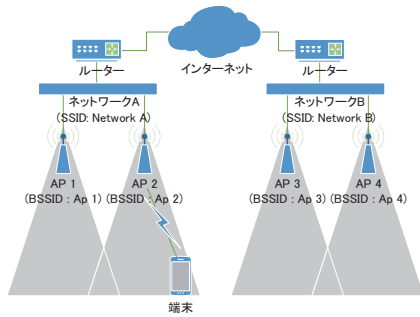 ルーター
インターネット
ルーター
ネットワークA
(SSID: Network A)
ネットワークB
(SSID: Network B)
AP 1
(BSSID : Ap 1)
AP 2
(BSSID : Ap 2)
AP 3
(BSSID : Ap 3)
AP 4
(BSSID : Ap 4)
端末